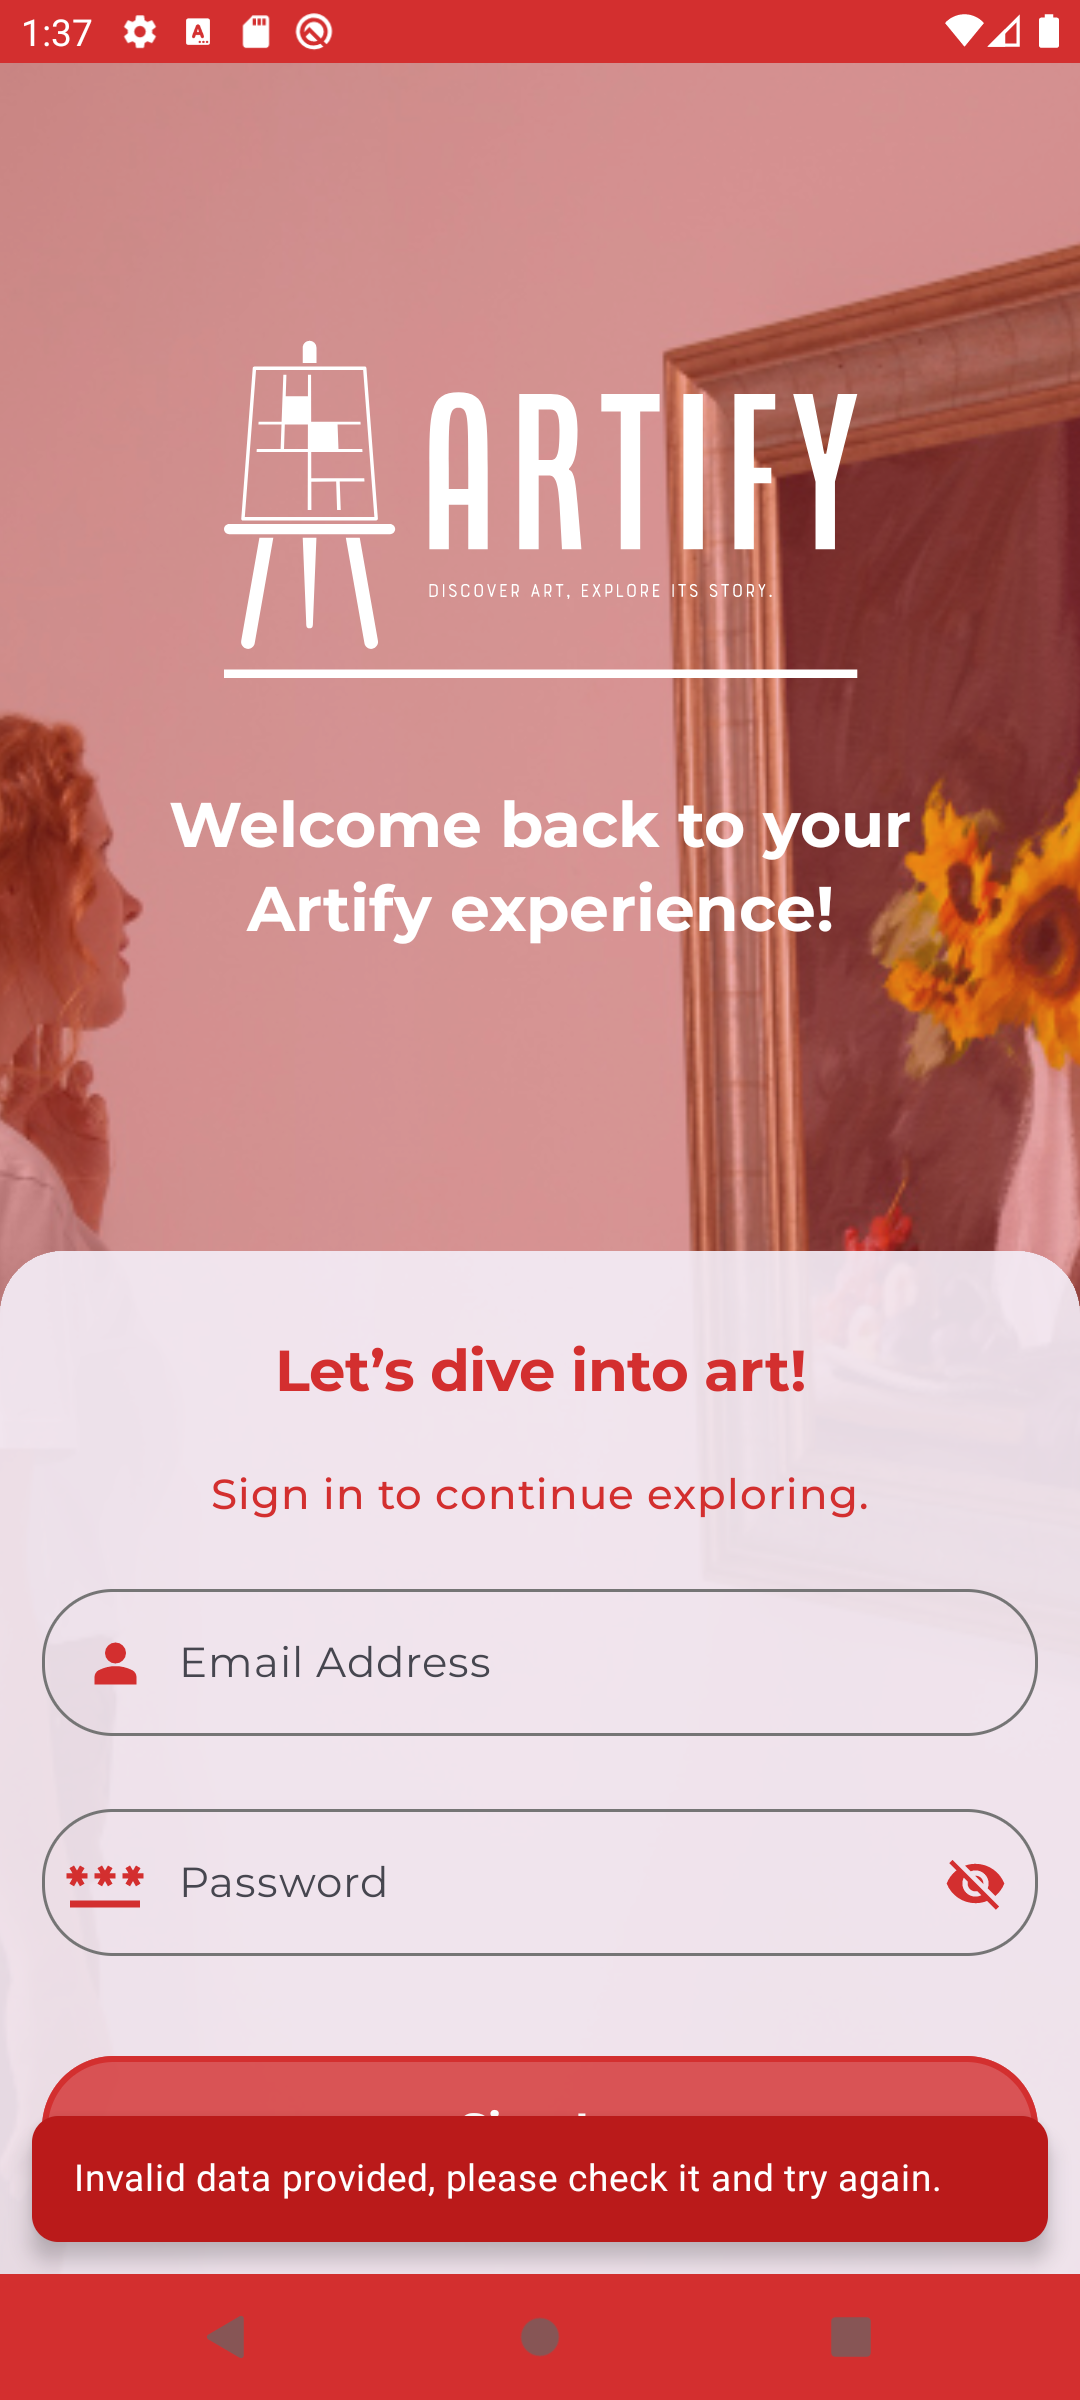 1:37
ARTIFY
DISCOVER ART, EXPLORE ITS STORY.
Welcome back to your
Artify experience!
Let's dive into art!
Sign in to continue exploring.
Email Address
Password
Invalid data provided, please check it and try again.